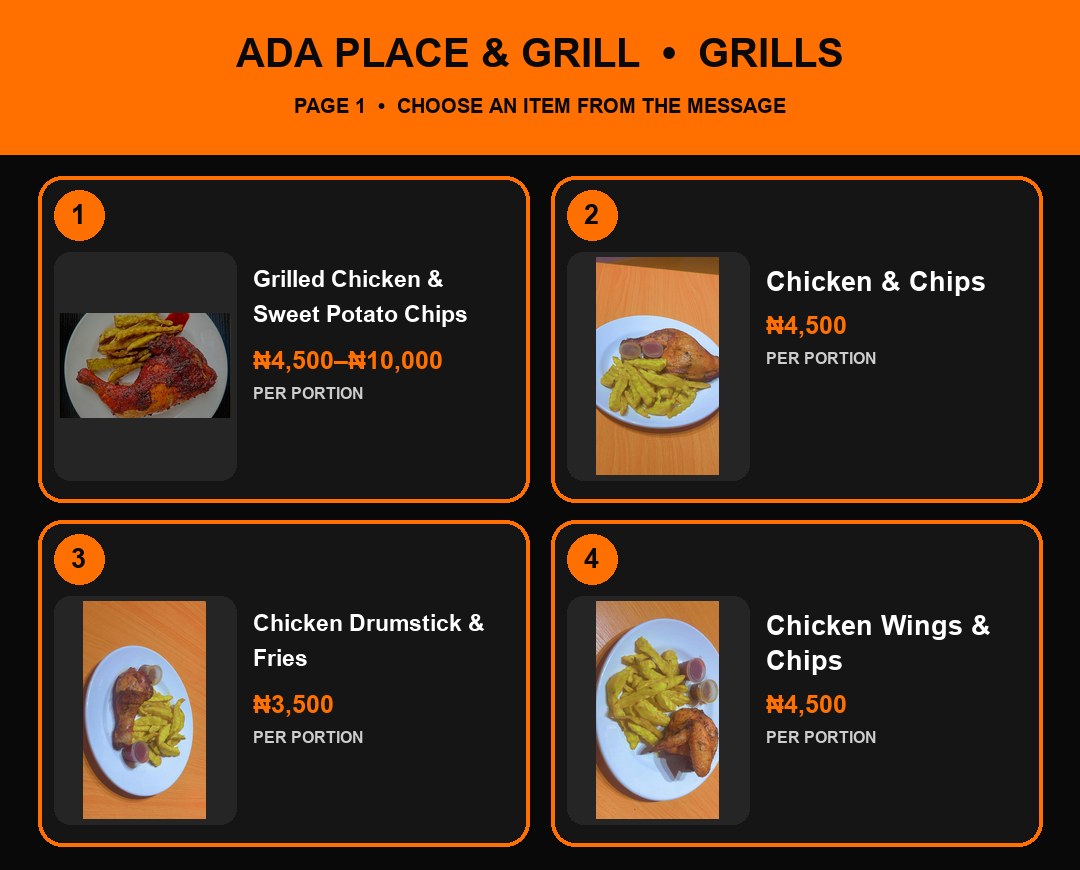 ADA PLACE & GRILL • GRILLS
PAGE 1 • CHOOSE AN ITEM FROM THE MESSAGE
1
Grilled Chicken &
Sweet Potato Chips
₦4,500–₦10,000
PER PORTION
2
Chicken & Chips
₦4,500
PER PORTION
3
Chicken Drumstick &
Fries
₦3,500
PER PORTION
4
Chicken Wings &
Chips
₦4,500
PER PORTION